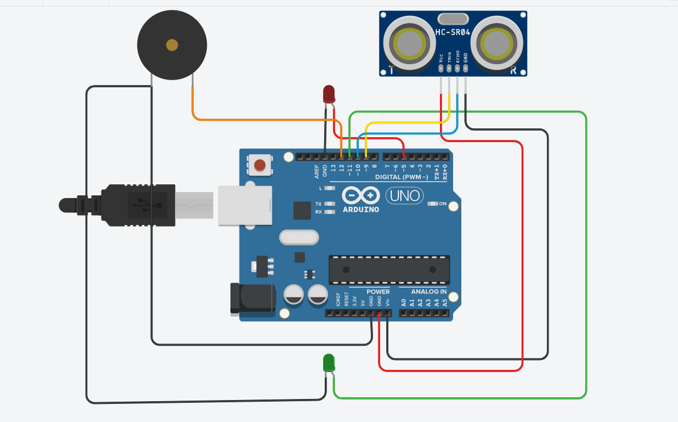 HC-SR04
Vcc
TRIG
ECHO
GND
T
R
AREF
GND
13
12
~11
~10
~9
8
7
~6
~5
4
~3
2
TX→1
RX←0
DIGITAL (PWM~)
L
TX
RX
ARDUINO
UNO
ON
IOREF
RESET
3.3V
5V
GND
GND
Vin
POWER
ANALOG IN
A0
A1
A2
A3
A4
A5